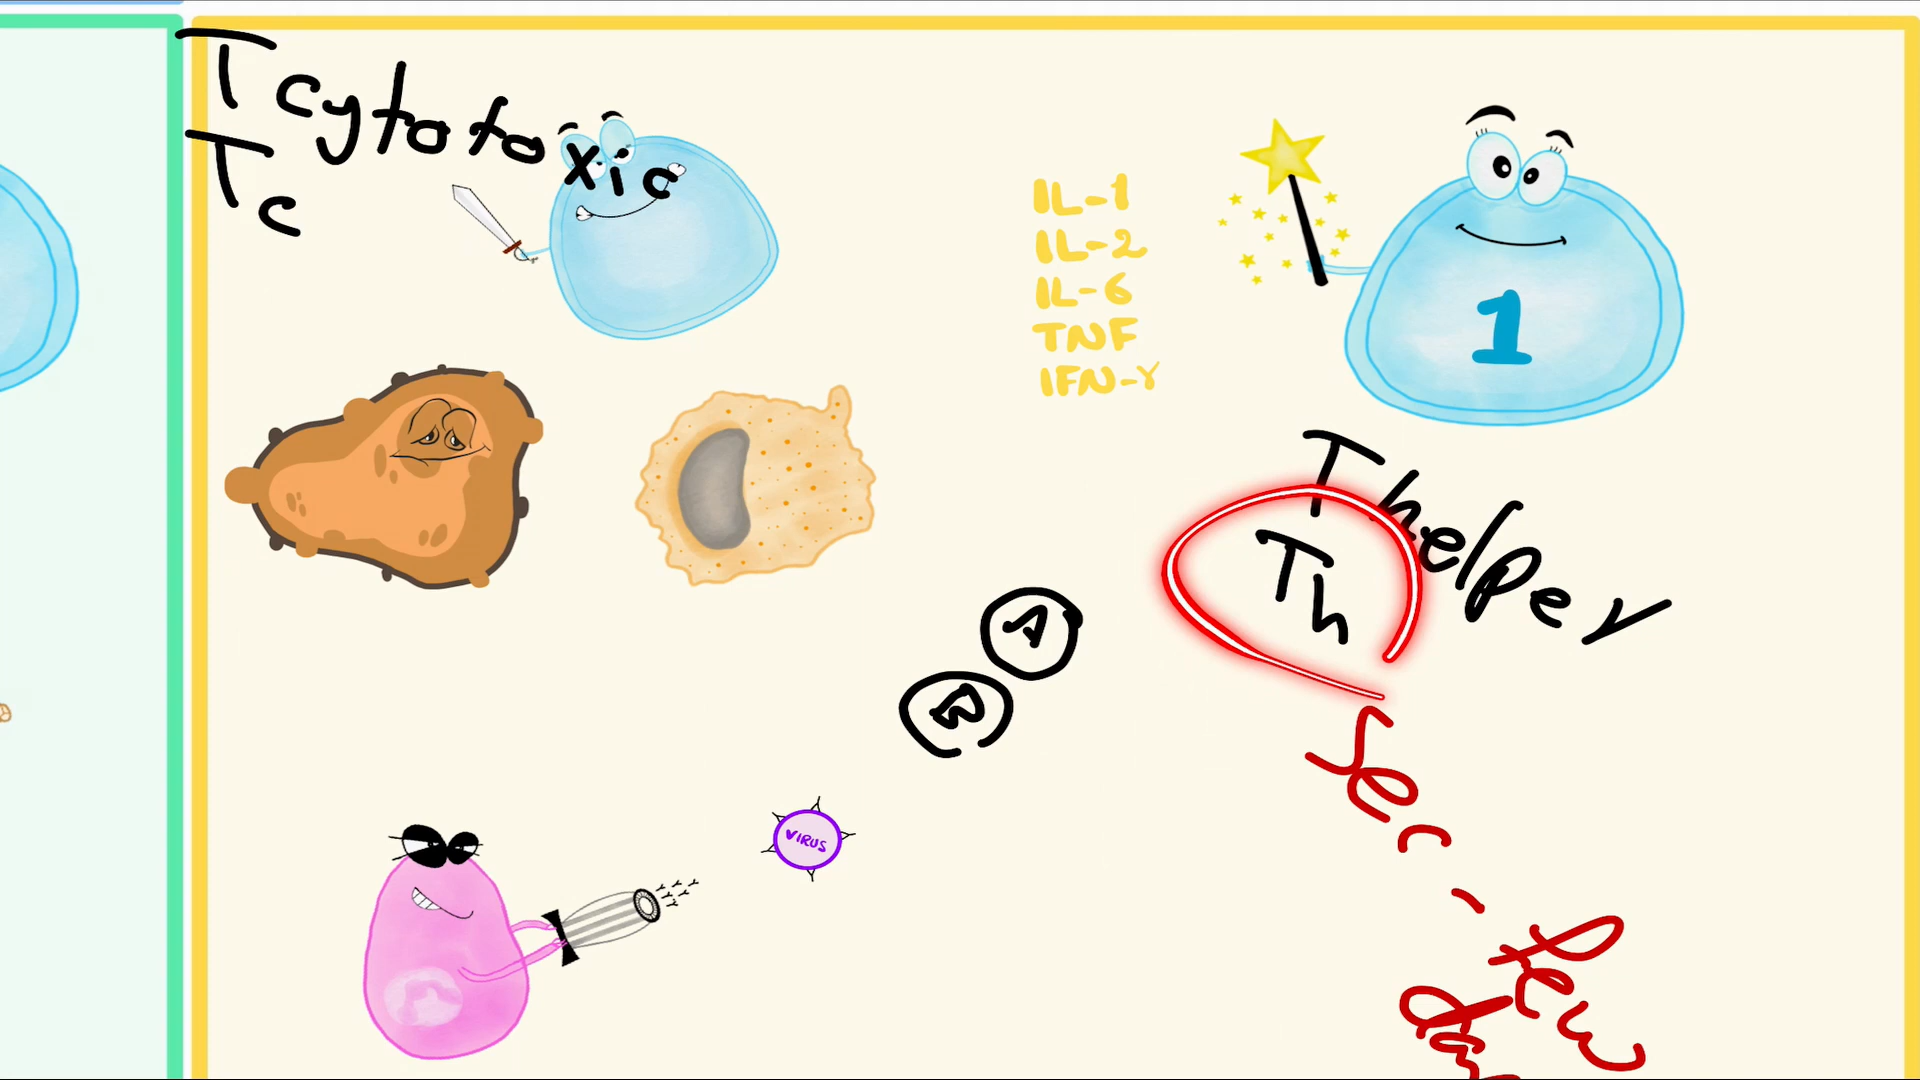 T cytotoxic
Tc
IL-1
IL-2
IL-6
TNF
IFN-γ
1
T helper
Th
A
B
VIRUS
Sec - few